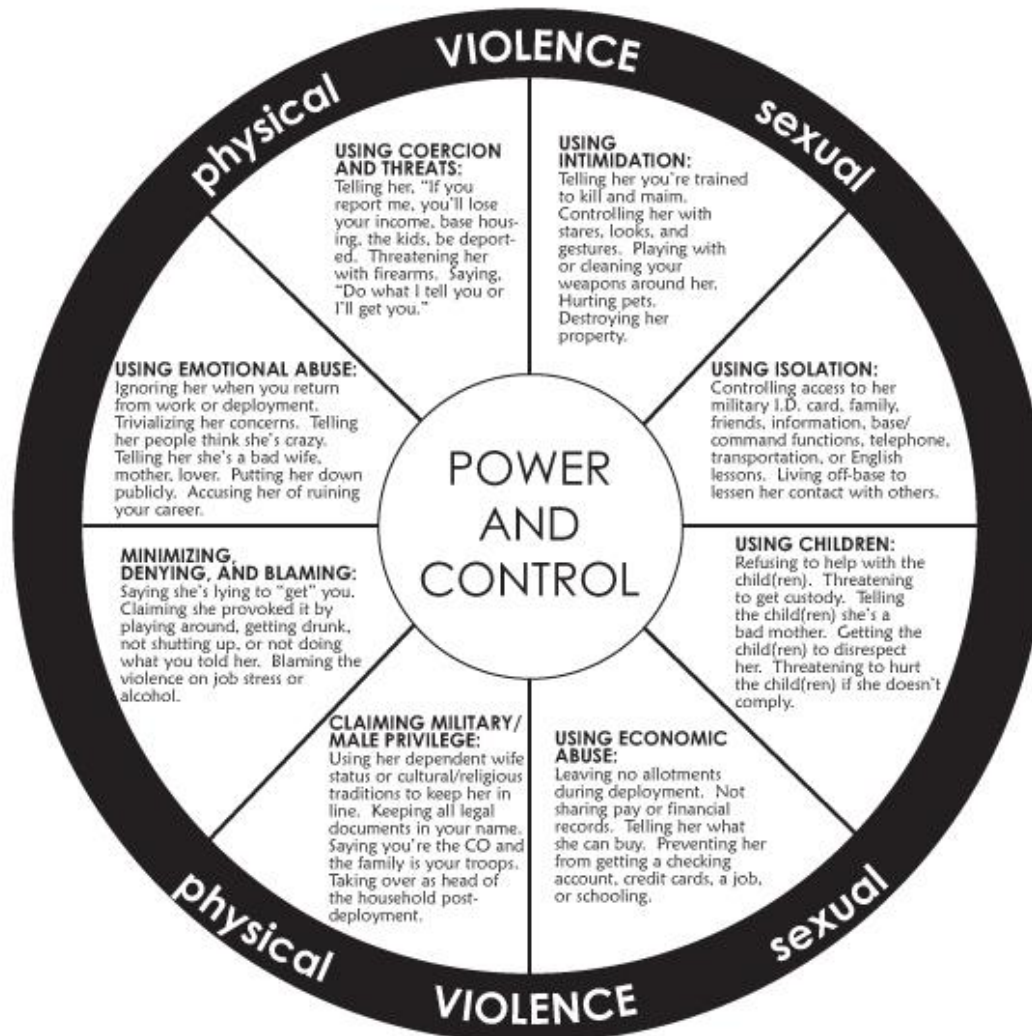 VIOLENCE
physical
sexual
USING COERCION
AND THREATS:
Telling her, “If you
report me, you’ll lose
your income, base hous-
ing, the kids, be deport-
ed.  Threatening her
with firearms.  Saying,
“Do what I tell you or
I’ll get you.”
USING
INTIMIDATION:
Telling her you’re trained
to kill and maim.
Controlling her with
stares, looks, and
gestures.  Playing with
or cleaning your
weapons around her.
Hurting pets.
Destroying her
property.
USING EMOTIONAL ABUSE:
Ignoring her when you return
from work or deployment.
Trivializing her concerns.  Telling
her people think she’s crazy.
Telling her she’s a bad wife,
mother, lover.  Putting her down
publicly.  Accusing her of ruining
your career.
USING ISOLATION:
Controlling access to her
military I.D. card, family,
friends, information, base/
command functions, telephone,
transportation, or English
lessons.  Living off-base to
lessen her contact with others.
POWER
AND
CONTROL
MINIMIZING,
DENYING, AND BLAMING:
Saying she’s lying to “get” you.
Claiming she provoked it by
playing around, getting drunk,
not shutting up, or not doing
what you told her.  Blaming the
violence on job stress or
alcohol.
USING CHILDREN:
Refusing to help with the
child(ren).  Threatening
to get custody.  Telling
the child(ren) she’s a
bad mother.  Getting the
child(ren) to disrespect
her.  Threatening to hurt
the child(ren) if she doesn’t
comply.
CLAIMING MILITARY/
MALE PRIVILEGE:
Using her dependent wife
status or cultural/religious
traditions to keep her in
line.  Keeping all legal
documents in your name.
Saying you’re the CO and
the family is your troops.
Taking over as head of
the household post-
deployment.
USING ECONOMIC
ABUSE:
Leaving no allotments
during deployment.  Not
sharing pay or financial
records.  Telling her what
she can buy.  Preventing her
from getting a checking
account, credit cards, a job,
or schooling.
physical
sexual
VIOLENCE